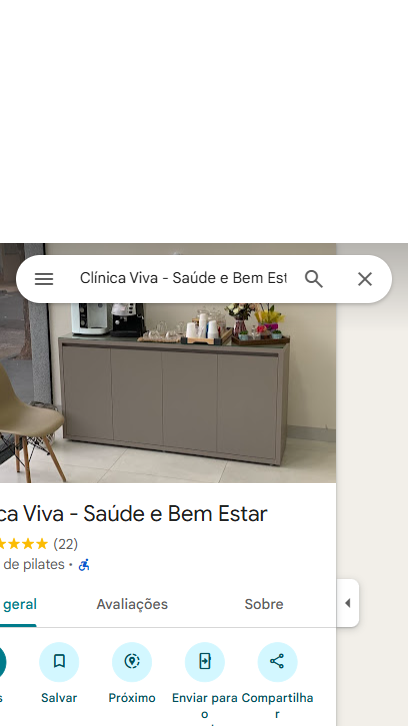 Clínica Viva - Saúde e Bem Est
ca Viva - Saúde e Bem Estar
(22)
de pilates ·
geral Avaliações Sobre
s Salvar Próximo Enviar para o Compartilhar